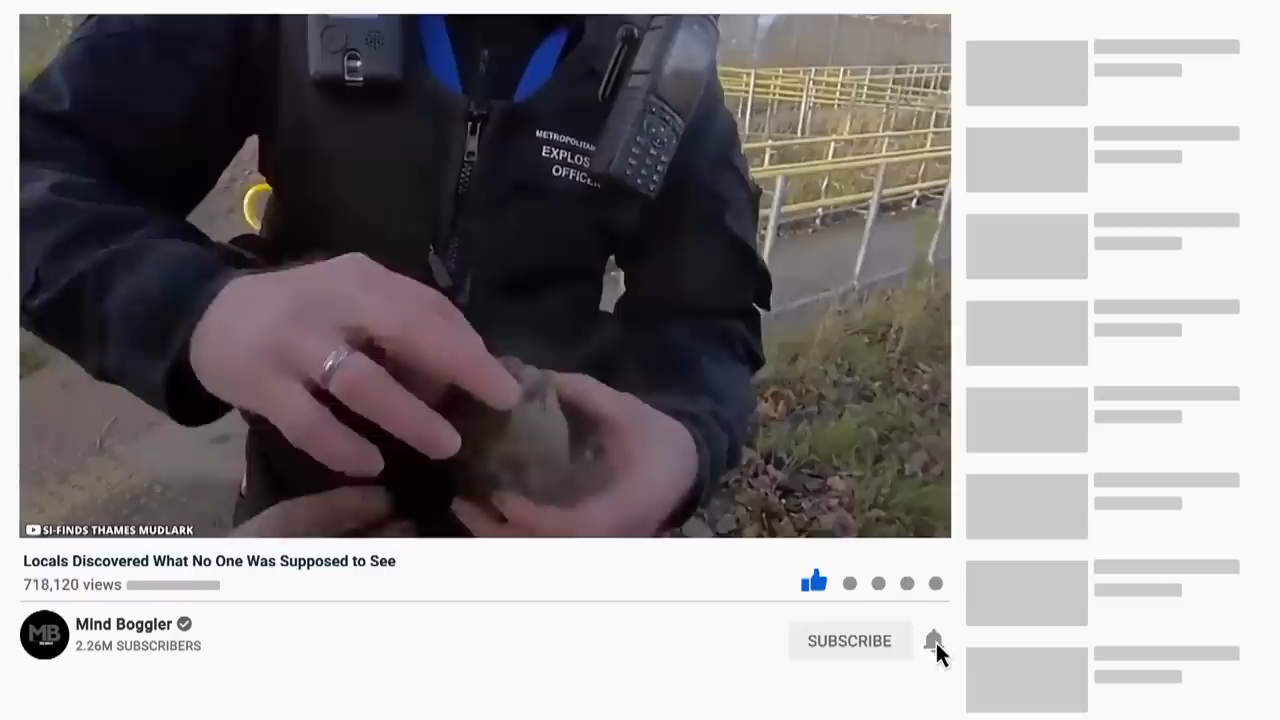 METROPOLITAN
EXPLOS
OFFICER
SI-FINDS THAMES MUDLARK
Locals Discovered What No One Was Supposed to See
718,120 views
MB
Mind Boggler
2.26M SUBSCRIBERS
SUBSCRIBE